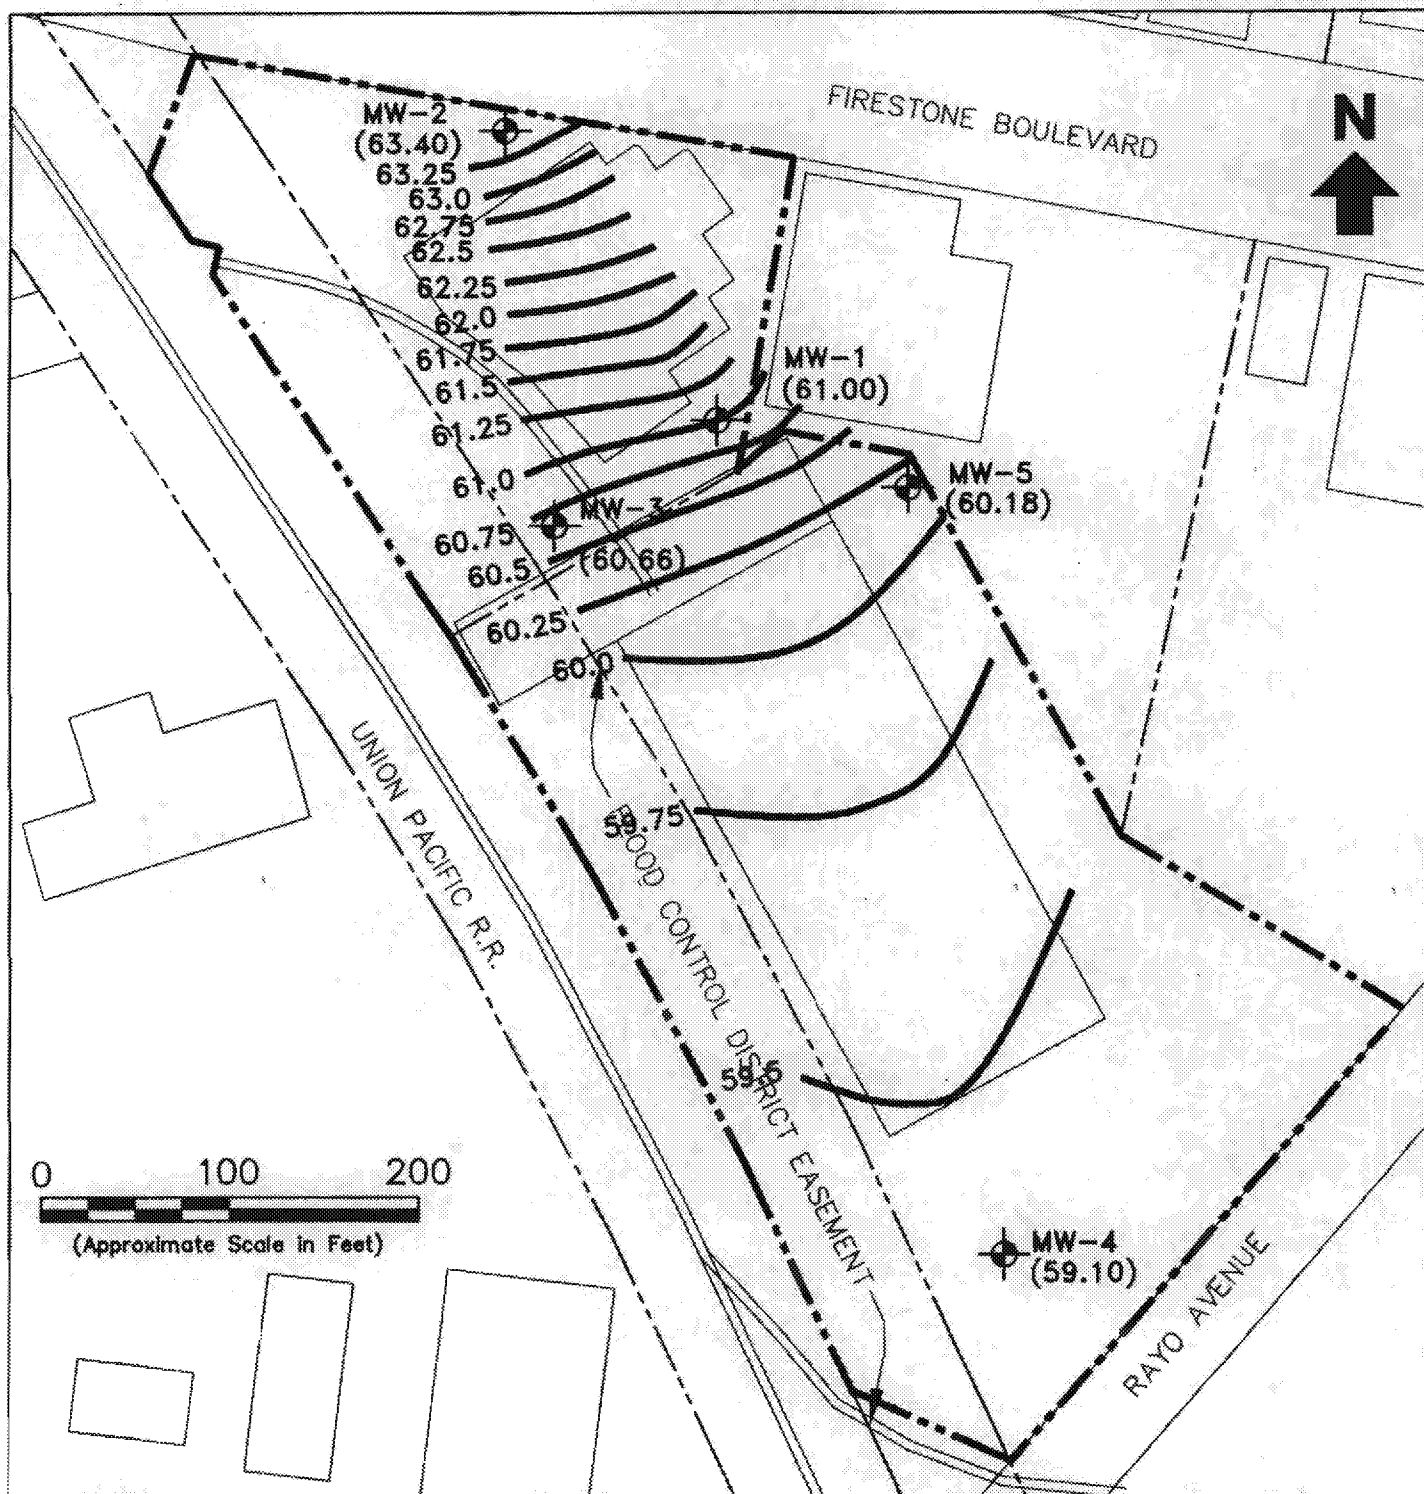 FIRESTONE BOULEVARD
N
MW-2
(63.40)
63.25
63.0
62.75
62.5
62.25
62.0
61.75
61.5
61.25
61.0
60.75
60.5
60.25
60.0
59.75
59.5
MW-1
(61.00)
MW-5
(60.18)
MW-3
(60.66)
UNION PACIFIC R.R.
FLOOD CONTROL DISTRICT EASEMENT
0 100 200
(Approximate Scale in Feet)
MW-4
(59.10)
RAYO AVENUE